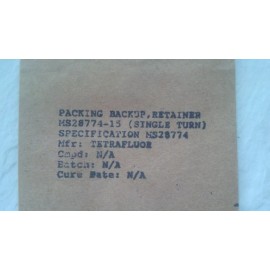 PACKING BACKUP,RETAINER
MS28774-15 (SINGLE TURN)
SPECIFICATION MS28774
Mfr: TETRAFLUOR
Cmpd: N/A
Batch: N/A
Cure Date: N/A